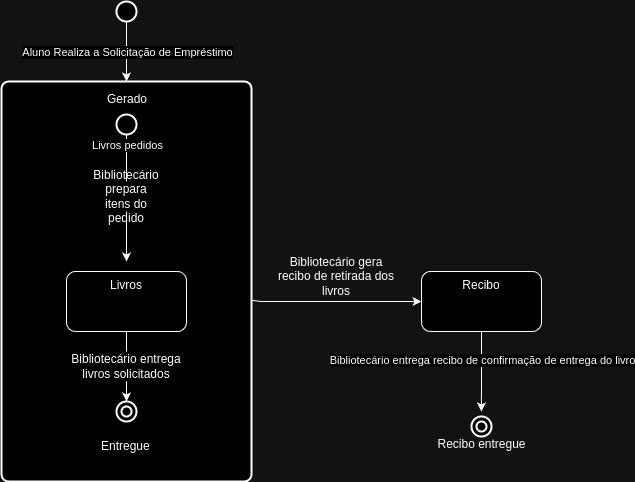 Aluno Realiza a Solicitação de Empréstimo
Gerado
Livros pedidos
Bibliotecário
prepara
itens do
pedido
Livros
Bibliotecário entrega
livros solicitados
Entregue
Bibliotecário gera
recibo de retirada dos
livros
Recibo
Bibliotecário entrega recibo de confirmação de entrega do livro
Recibo entregue